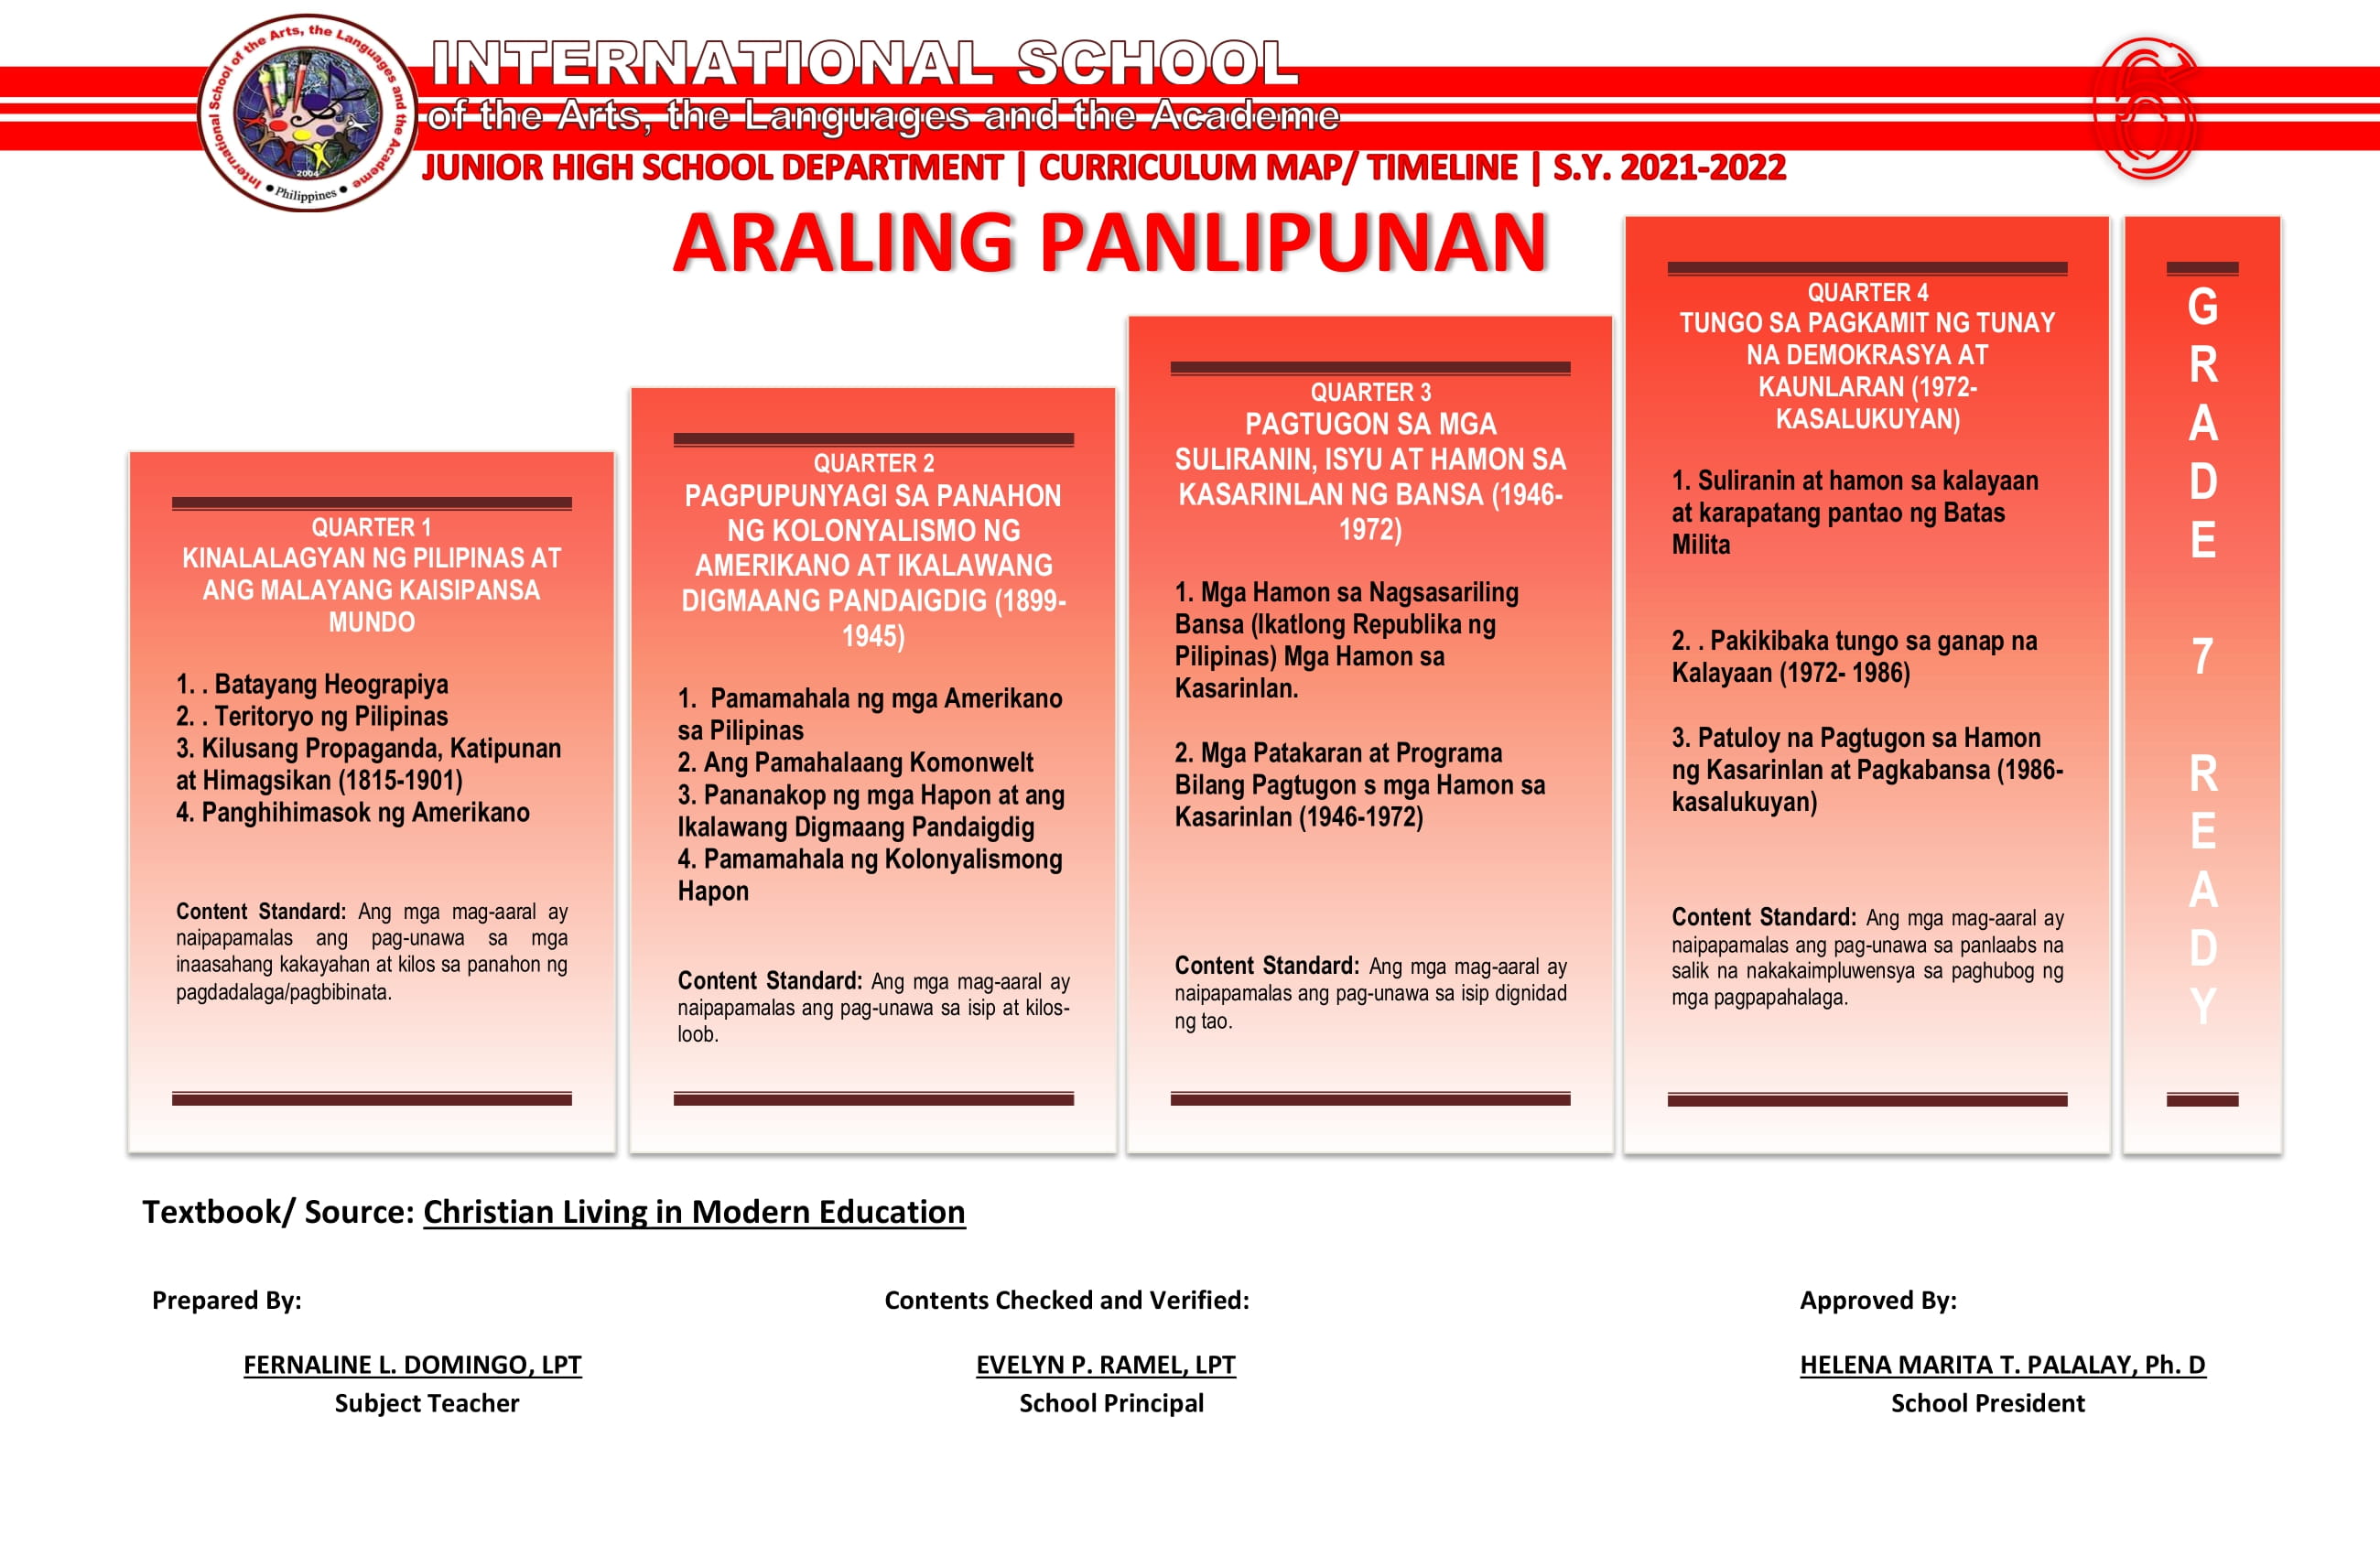 International School of the Arts, the Languages and the Academe
2004
• Philippines •
INTERNATIONAL SCHOOL
of the Arts, the Languages and the Academe
6
JUNIOR HIGH SCHOOL DEPARTMENT | CURRICULUM MAP/ TIMELINE | S.Y. 2021-2022
ARALING PANLIPUNAN
QUARTER 1
KINALALAGYAN NG PILIPINAS AT
ANG MALAYANG KAISIPANSA
MUNDO
1. . Batayang Heograpiya
2. . Teritoryo ng Pilipinas
3. Kilusang Propaganda, Katipunan
at Himagsikan (1815-1901)
4. Panghihimasok ng Amerikano
Content Standard: Ang mga mag-aaral ay
naipapamalas ang pag-unawa sa mga
inaasahang kakayahan at kilos sa panahon ng
pagdadalaga/pagbibinata.
QUARTER 2
PAGPUPUNYAGI SA PANAHON
NG KOLONYALISMO NG
AMERIKANO AT IKALAWANG
DIGMAANG PANDAIGDIG (1899-
1945)
1.  Pamamahala ng mga Amerikano
sa Pilipinas
2. Ang Pamahalaang Komonwelt
3. Pananakop ng mga Hapon at ang
Ikalawang Digmaang Pandaigdig
4. Pamamahala ng Kolonyalismong
Hapon
Content Standard: Ang mga mag-aaral ay
naipapamalas ang pag-unawa sa isip at kilos-
loob.
QUARTER 3
PAGTUGON SA MGA
SULIRANIN, ISYU AT HAMON SA
KASARINLAN NG BANSA (1946-
1972)
1. Mga Hamon sa Nagsasariling
Bansa (Ikatlong Republika ng
Pilipinas) Mga Hamon sa
Kasarinlan.
2. Mga Patakaran at Programa
Bilang Pagtugon s mga Hamon sa
Kasarinlan (1946-1972)
Content Standard: Ang mga mag-aaral ay
naipapamalas ang pag-unawa sa isip dignidad
ng tao.
QUARTER 4
TUNGO SA PAGKAMIT NG TUNAY
NA DEMOKRASYA AT
KAUNLARAN (1972-
KASALUKUYAN)
1. Suliranin at hamon sa kalayaan
at karapatang pantao ng Batas
Milita
2. . Pakikibaka tungo sa ganap na
Kalayaan (1972- 1986)
3. Patuloy na Pagtugon sa Hamon
ng Kasarinlan at Pagkabansa (1986-
kasalukuyan)
Content Standard: Ang mga mag-aaral ay
naipapamalas ang pag-unawa sa panlaabs na
salik na nakakaimpluwensya sa paghubog ng
mga pagpapahalaga.
G
R
A
D
E
7
R
E
A
D
Y
Textbook/ Source: Christian Living in Modern Education
Prepared By:
FERNALINE L. DOMINGO, LPT
Subject Teacher
Contents Checked and Verified:
EVELYN P. RAMEL, LPT
School Principal
Approved By:
HELENA MARITA T. PALALAY, Ph. D
School President